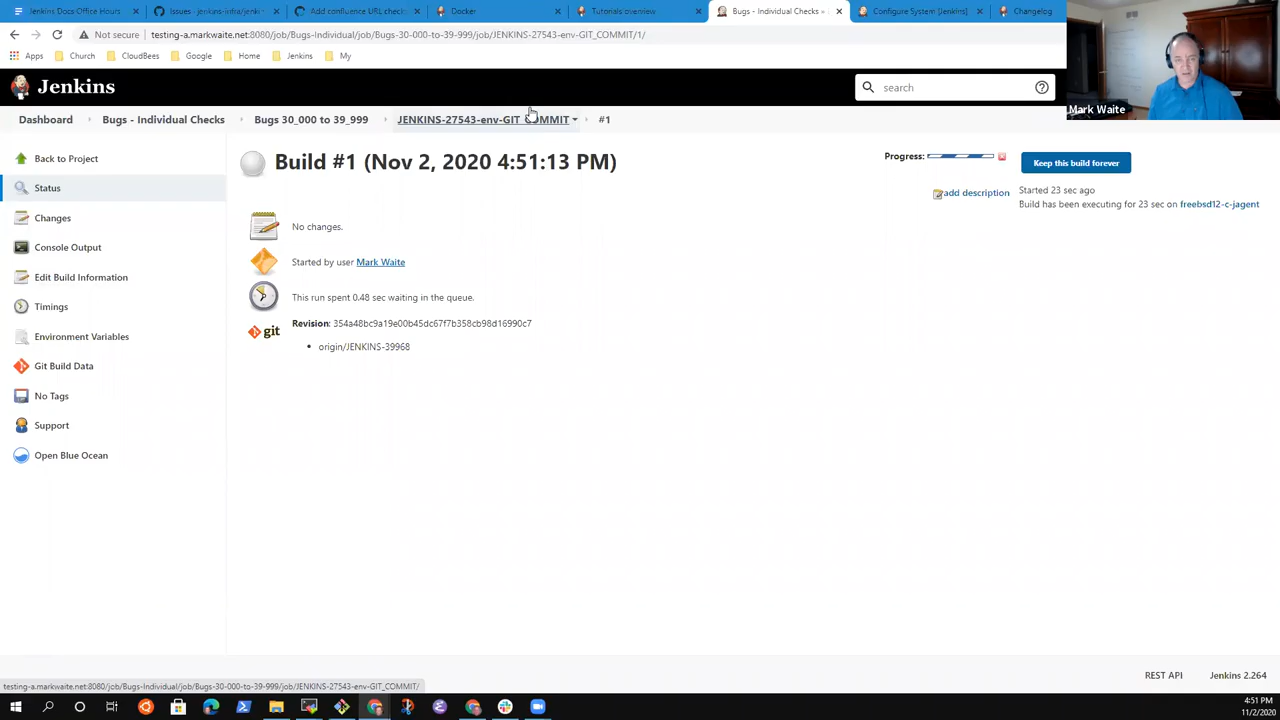 Jenkins Docs Office Hours
Issues · jenkins-infra/jenki
Add confluence URL check
Docker
Tutorials overview
Bugs - Individual Checks »
Configure System [Jenkins]
Changelog
Not secure
testing-a.markwaite.net:8080/job/Bugs-Individual/job/Bugs-30-000-to-39-999/job/JENKINS-27543-env-GIT_COMMIT/1/
Apps
Church
CloudBees
Google
Home
Jenkins
My
Jenkins
search
Mark Waite
Dashboard
Bugs - Individual Checks
Bugs 30_000 to 39_999
JENKINS-27543-env-GIT_COMMIT
#1
Back to Project
Status
Changes
Console Output
Edit Build Information
Timings
Environment Variables
Git Build Data
No Tags
Support
Open Blue Ocean
Build #1 (Nov 2, 2020 4:51:13 PM)
Progress:
Keep this build forever
add description
Started 23 sec ago
Build has been executing for 23 sec on freebsd12-c-jagent
No changes.
Started by user Mark Waite
This run spent 0.48 sec waiting in the queue.
git
Revision: 354a48bc9a19e00b45dc67f7b358cb98d16990c7
• origin/JENKINS-39968
REST API
Jenkins 2.264
testing-a.markwaite.net:8080/job/Bugs-Individual/job/Bugs-30-000-to-39-999/job/JENKINS-27543-env-GIT_COMMIT/
4:51 PM
11/2/2020